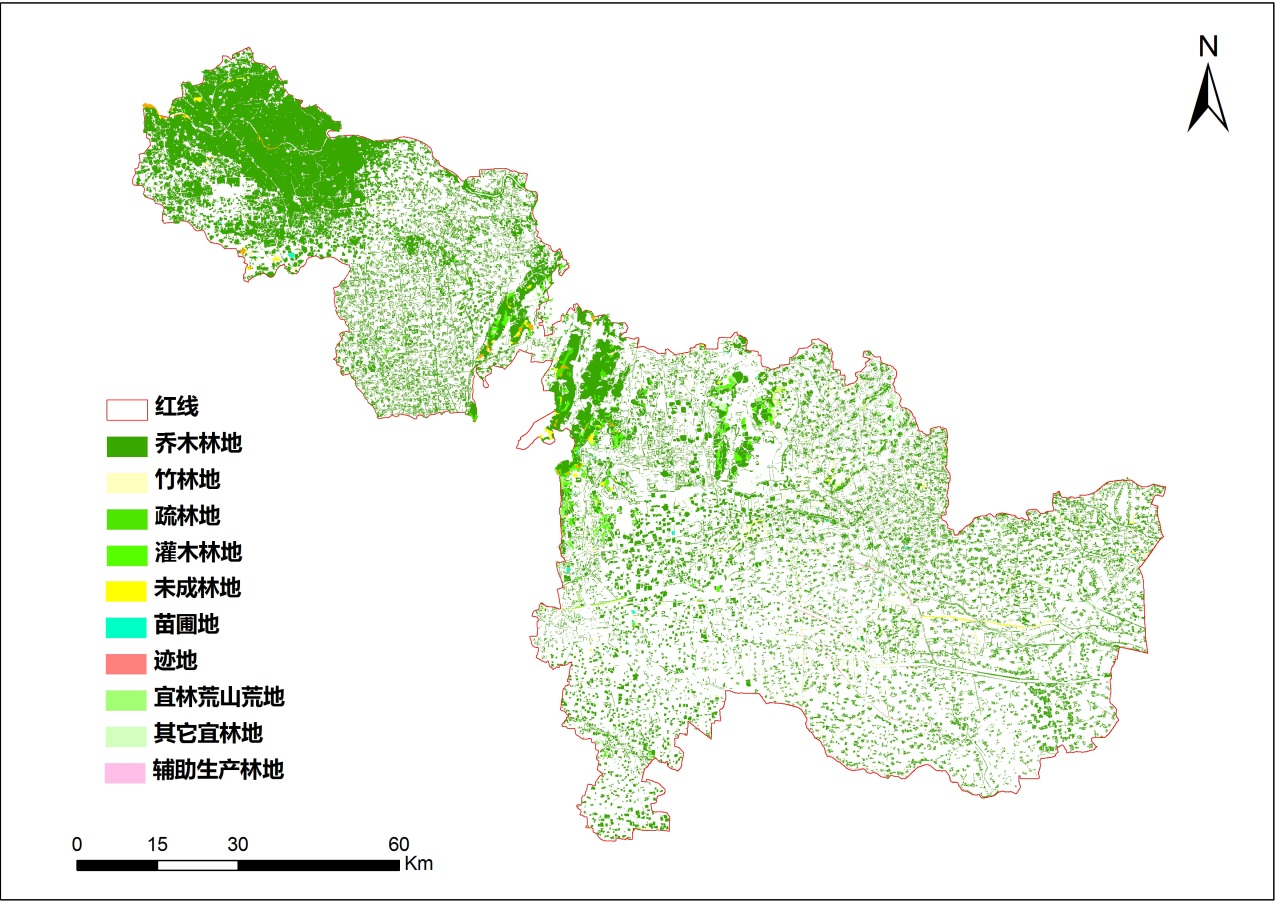 N
红线
乔木林地
竹林地
疏林地
灌木林地
未成林地
苗圃地
迹地
宜林荒山荒地
其它宜林地
辅助生产林地
0 15 30 60
Km